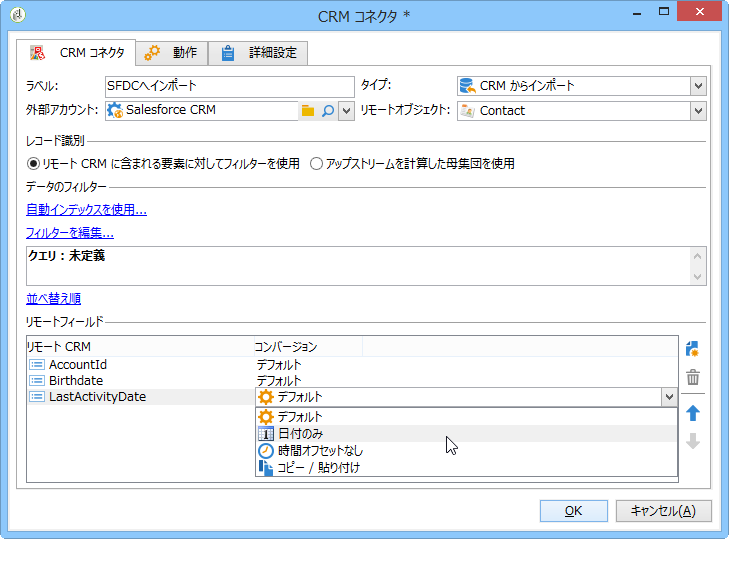 CRM コネクタ *
CRM コネクタ 動作 詳細設定
ラベル: SFDCへインポート タイプ: CRM からインポート
外部アカウント: Salesforce CRM リモートオブジェクト: Contact
レコード識別
リモート CRM に含まれる要素に対してフィルターを使用 アップストリームを計算した母集団を使用
データのフィルター
自動インデックスを使用...
フィルターを編集...
クエリ : 未定義
並べ替え順
リモートフィールド
リモート CRM コンバージョン
AccountId デフォルト
Birthdate デフォルト
LastActivityDate デフォルト
デフォルト
日付のみ
時間オフセットなし
コピー / 貼り付け
OK キャンセル(A)